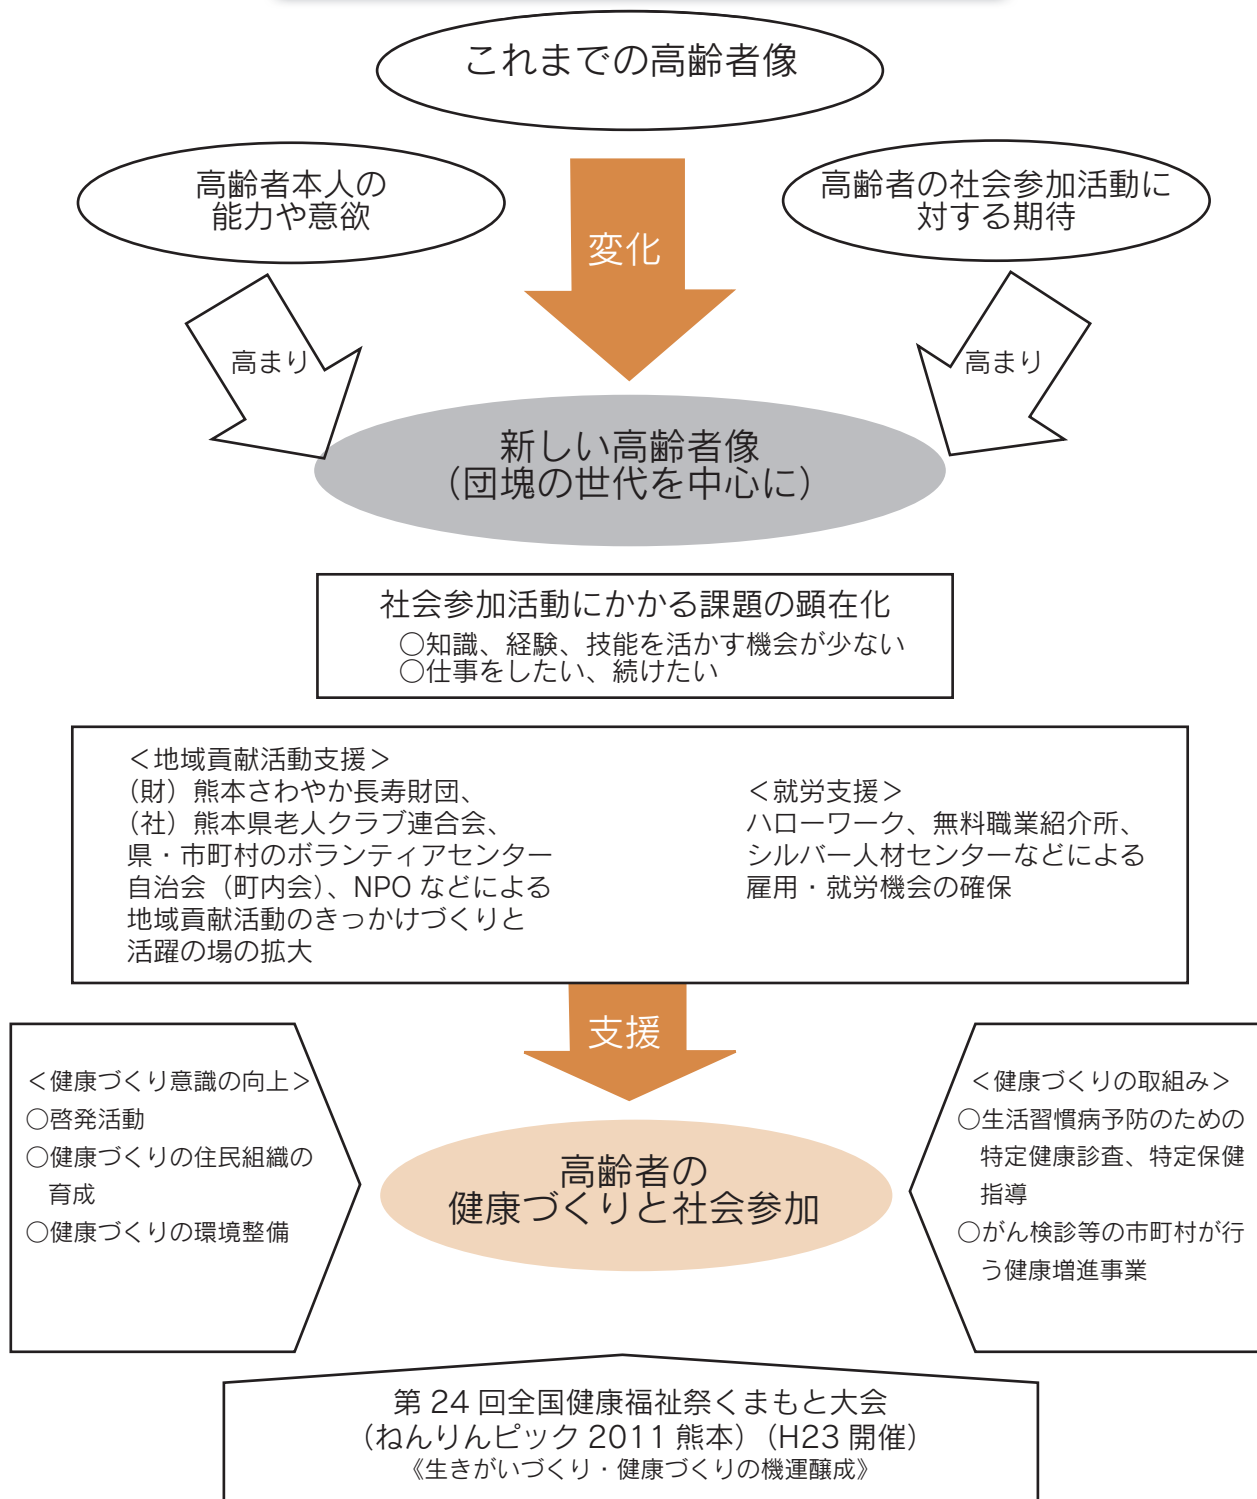 これまでの高齢者像
高齢者本人の
能力や意欲
変化
高齢者の社会参加活動に
対する期待
高まり
高まり
新しい高齢者像
（団塊の世代を中心に）
社会参加活動にかかる課題の顕在化
○知識、経験、技能を活かす機会が少ない
○仕事をしたい、続けたい
＜地域貢献活動支援＞
（財）熊本さわやか長寿財団、
（社）熊本県老人クラブ連合会、
県・市町村のボランティアセンター
自治会（町内会）、NPO などによる
地域貢献活動のきっかけづくりと
活躍の場の拡大
＜就労支援＞
ハローワーク、無料職業紹介所、
シルバー人材センターなどによる
雇用・就労機会の確保
支援
＜健康づくり意識の向上＞
○啓発活動
○健康づくりの住民組織の
育成
○健康づくりの環境整備
高齢者の
健康づくりと社会参加
＜健康づくりの取組み＞
○生活習慣病予防のための
特定健康診査、特定保健
指導
○がん検診等の市町村が行
う健康増進事業
第 24 回全国健康福祉祭くまもと大会
（ねんりんピック 2011 熊本）（H23 開催）
《生きがいづくり・健康づくりの機運醸成》